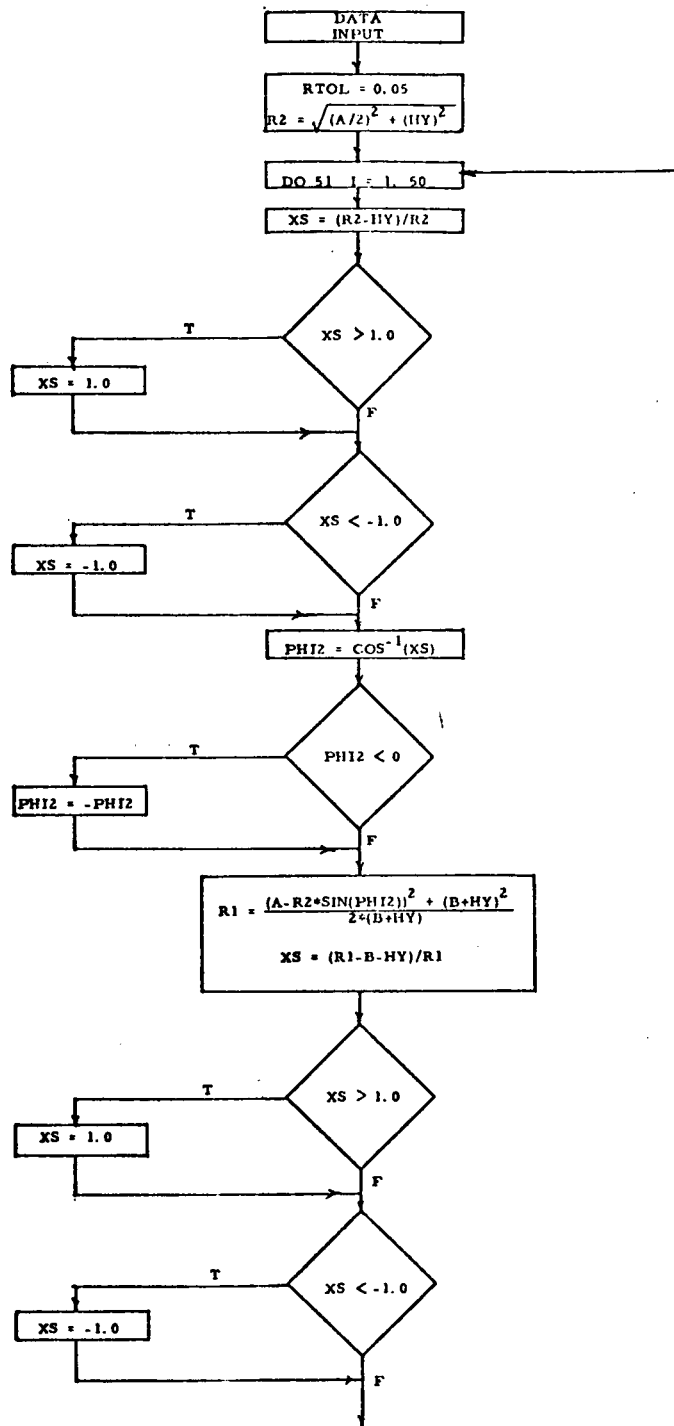 DATA
INPUT
RTOL = 0.05
R2 = √(A/2)² + (HY)²
DO 51 I = 1, 50
XS = (R2-HY)/R2
XS > 1.0
T
XS = 1.0
F
XS < -1.0
T
XS = -1.0
F
PHI2 = COS⁻¹(XS)
PHI2 < 0
T
PHI2 = -PHI2
F
R1 = (A-R2*SIN(PHI2))² + (B+HY)²
2*(B+HY)
XS = (R1-B-HY)/R1
XS > 1.0
T
XS = 1.0
F
XS < -1.0
T
XS = -1.0
F